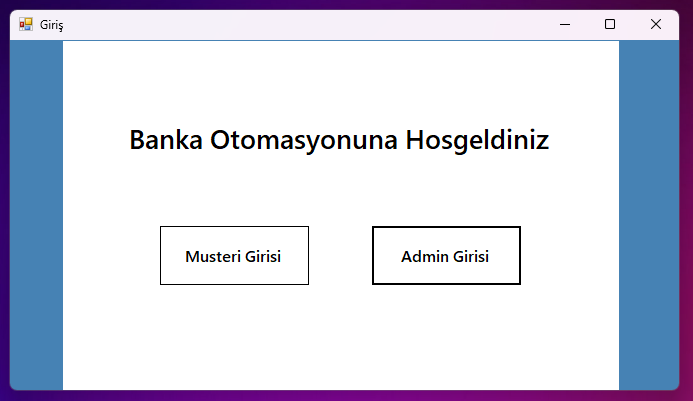 Giriş
Banka Otomasyonuna Hosgeldiniz
Musteri Girisi
Admin Girisi